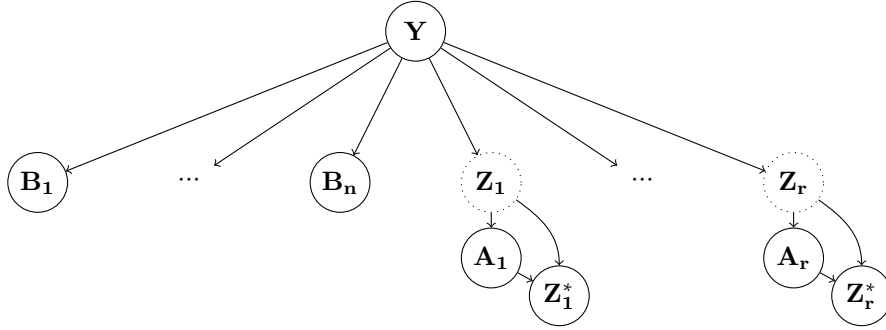 Y
B₁ ... Bₙ Z₁ ... Zᵣ
A₁ Aᵣ
Z₁* Zᵣ*